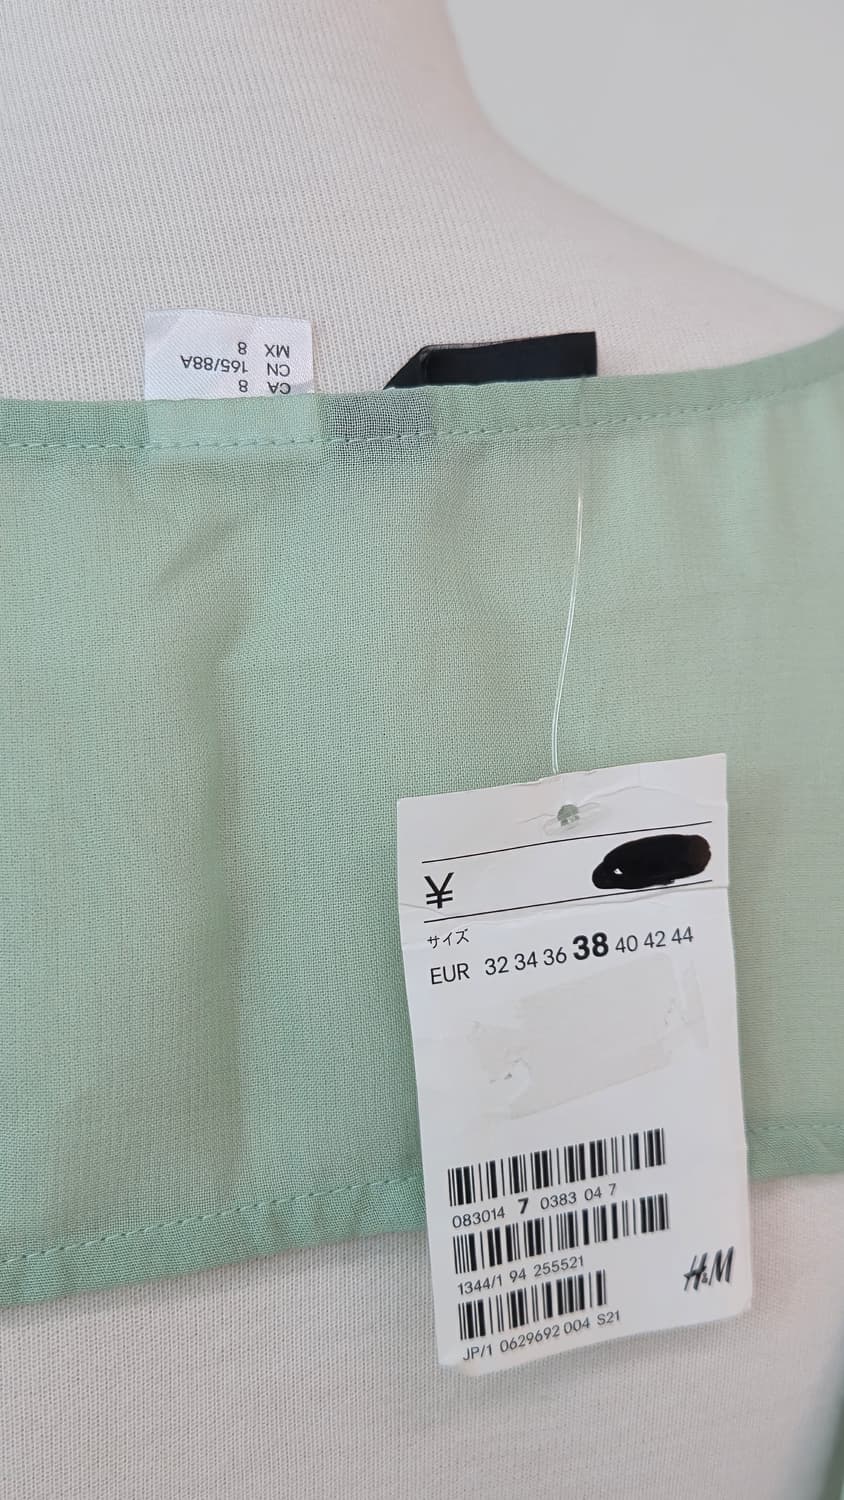 MX 8
CN 165/88A
CA 8
¥
サイズ
EUR 32 34 36 38 40 42 44
083014 7 0383 04 7
1344/1 94 255521
H&M
JP/1 0629692 004 S21